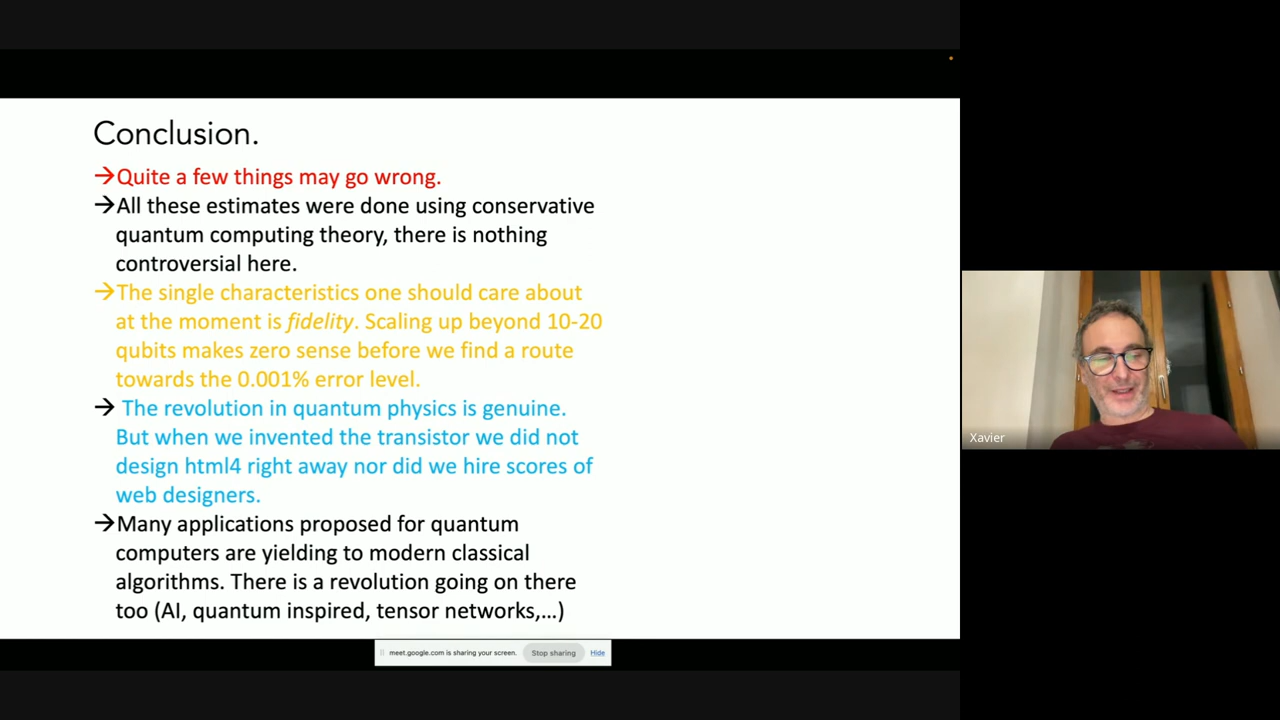 Conclusion.
→Quite a few things may go wrong.
→All these estimates were done using conservative
quantum computing theory, there is nothing
controversial here.
→The single characteristics one should care about
at the moment is fidelity. Scaling up beyond 10-20
qubits makes zero sense before we find a route
towards the 0.001% error level.
→ The revolution in quantum physics is genuine.
But when we invented the transistor we did not
design html4 right away nor did we hire scores of
web designers.
→Many applications proposed for quantum
computers are yielding to modern classical
algorithms. There is a revolution going on there
too (AI, quantum inspired, tensor networks,...)
meet.google.com is sharing your screen. Stop sharing Hide
Xavier